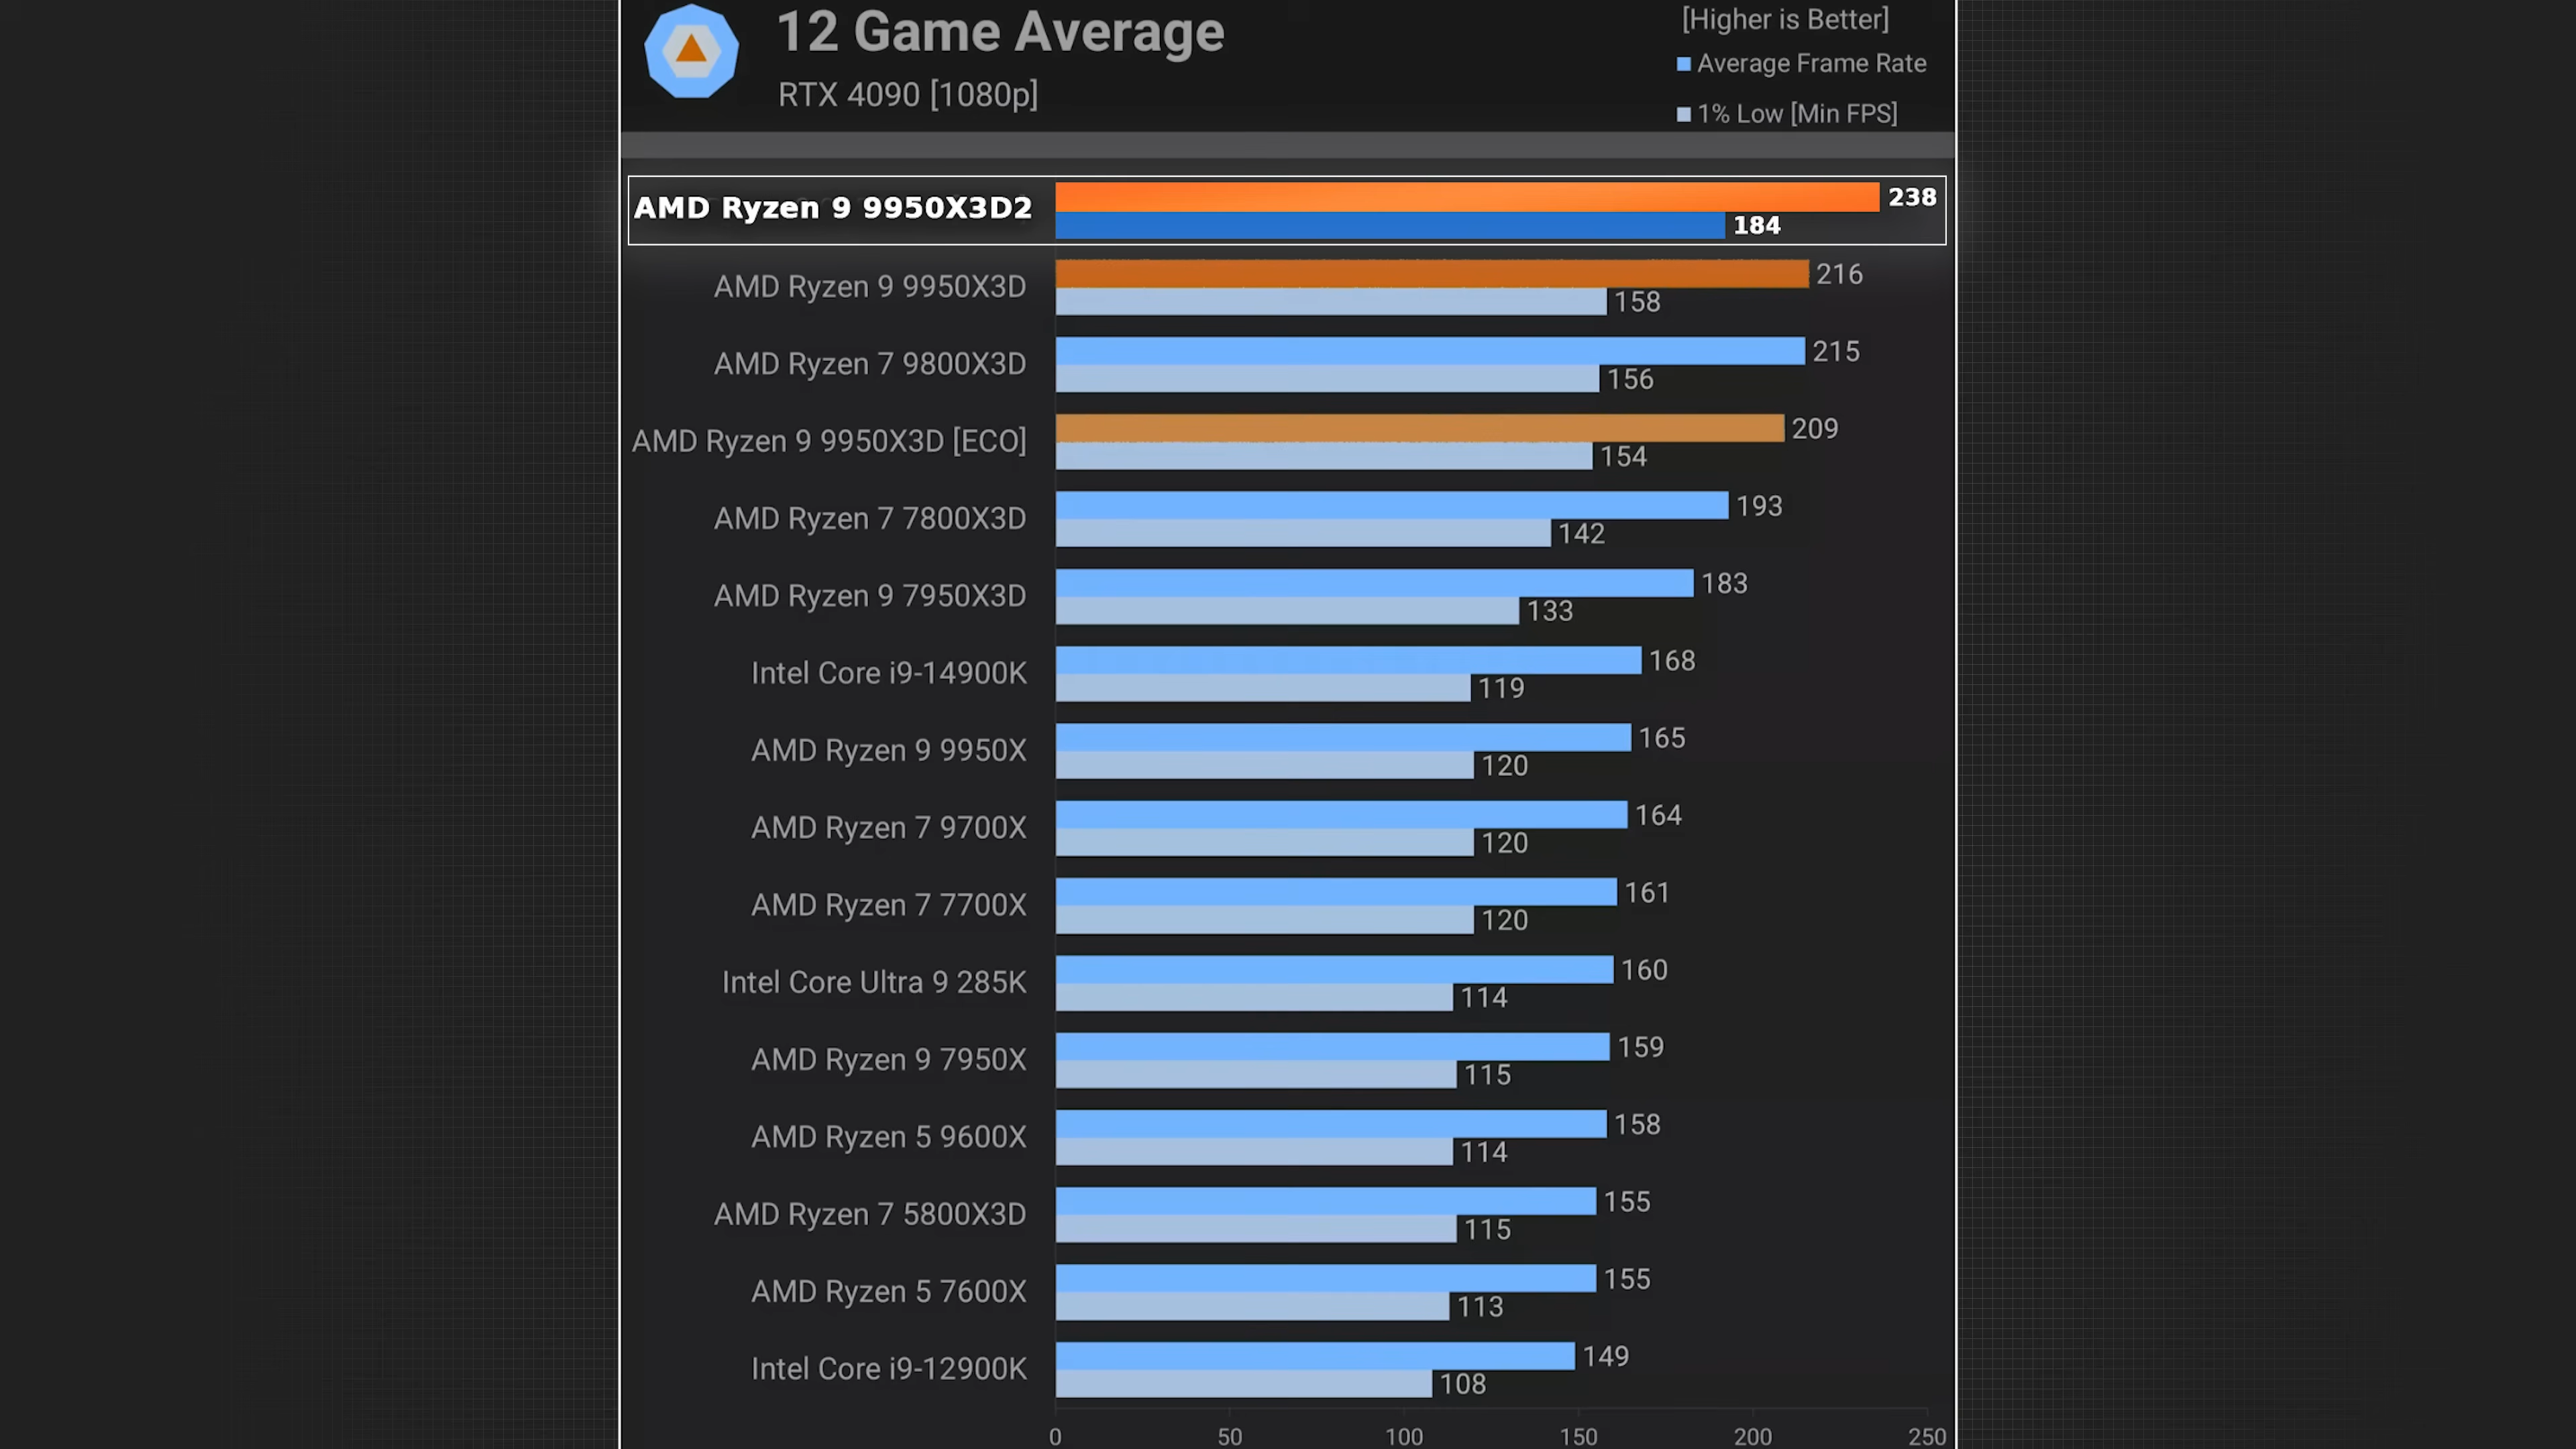 12 Game Average
RTX 4090 [1080p]
[Higher is Better]
Average Frame Rate
1% Low [Min FPS]
AMD Ryzen 9 9950X3D2
238
184
AMD Ryzen 9 9950X3D
216
158
AMD Ryzen 7 9800X3D
215
156
AMD Ryzen 9 9950X3D [ECO]
209
154
AMD Ryzen 7 7800X3D
193
142
AMD Ryzen 9 7950X3D
183
133
Intel Core i9-14900K
168
119
AMD Ryzen 9 9950X
165
120
AMD Ryzen 7 9700X
164
120
AMD Ryzen 7 7700X
161
120
Intel Core Ultra 9 285K
160
114
AMD Ryzen 9 7950X
159
115
AMD Ryzen 5 9600X
158
114
AMD Ryzen 7 5800X3D
155
115
AMD Ryzen 5 7600X
155
113
Intel Core i9-12900K
149
108
0 50 100 150 200 250